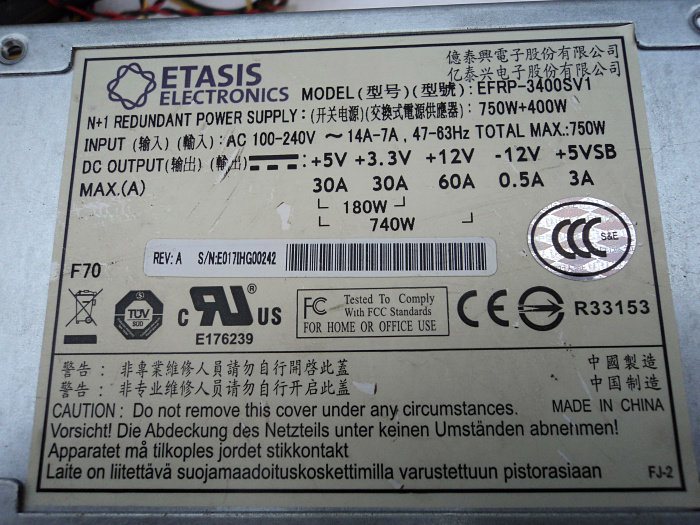 ETASIS
ELECTRONICS
億泰興電子股份有限公司
亿泰兴电子股份有限公司
MODEL(型号)(型號): EFRP-3400SV1
N+1 REDUNDANT POWER SUPPLY: (开关电源)(交換式電源供應器) 750W+400W
INPUT (输入) (輸入): AC 100-240V ~ 14A-7A, 47-63Hz TOTAL MAX.:750W
DC OUTPUT(输出) (輸出) : +5V +3.3V +12V -12V +5VSB
MAX.(A) 30A 30A 60A 0.5A 3A
180W
740W
REV: A S/N:E017IHG00242
CCC S&E
F70
TÜV
SÜD
c RU US
E176239
FC Tested To Comply
With FCC Standards
FOR HOME OR OFFICE USE
CE
R33153
警告: 非專業維修人員請勿自行開啓此蓋
中國製造
警告: 非专业维修人员请勿自行开启此盖
中国制造
CAUTION: Do not remove this cover under any circumstances.
MADE IN CHINA
Vorsicht! Die Abdeckung des Netzteils unter keinen Umständen abnehmen!
Apparatet må tilkoples jordet stikkontakt
Laite on liitettävä suojamaadoituskoskettimilla varustettuun pistorasiaan
FJ-2